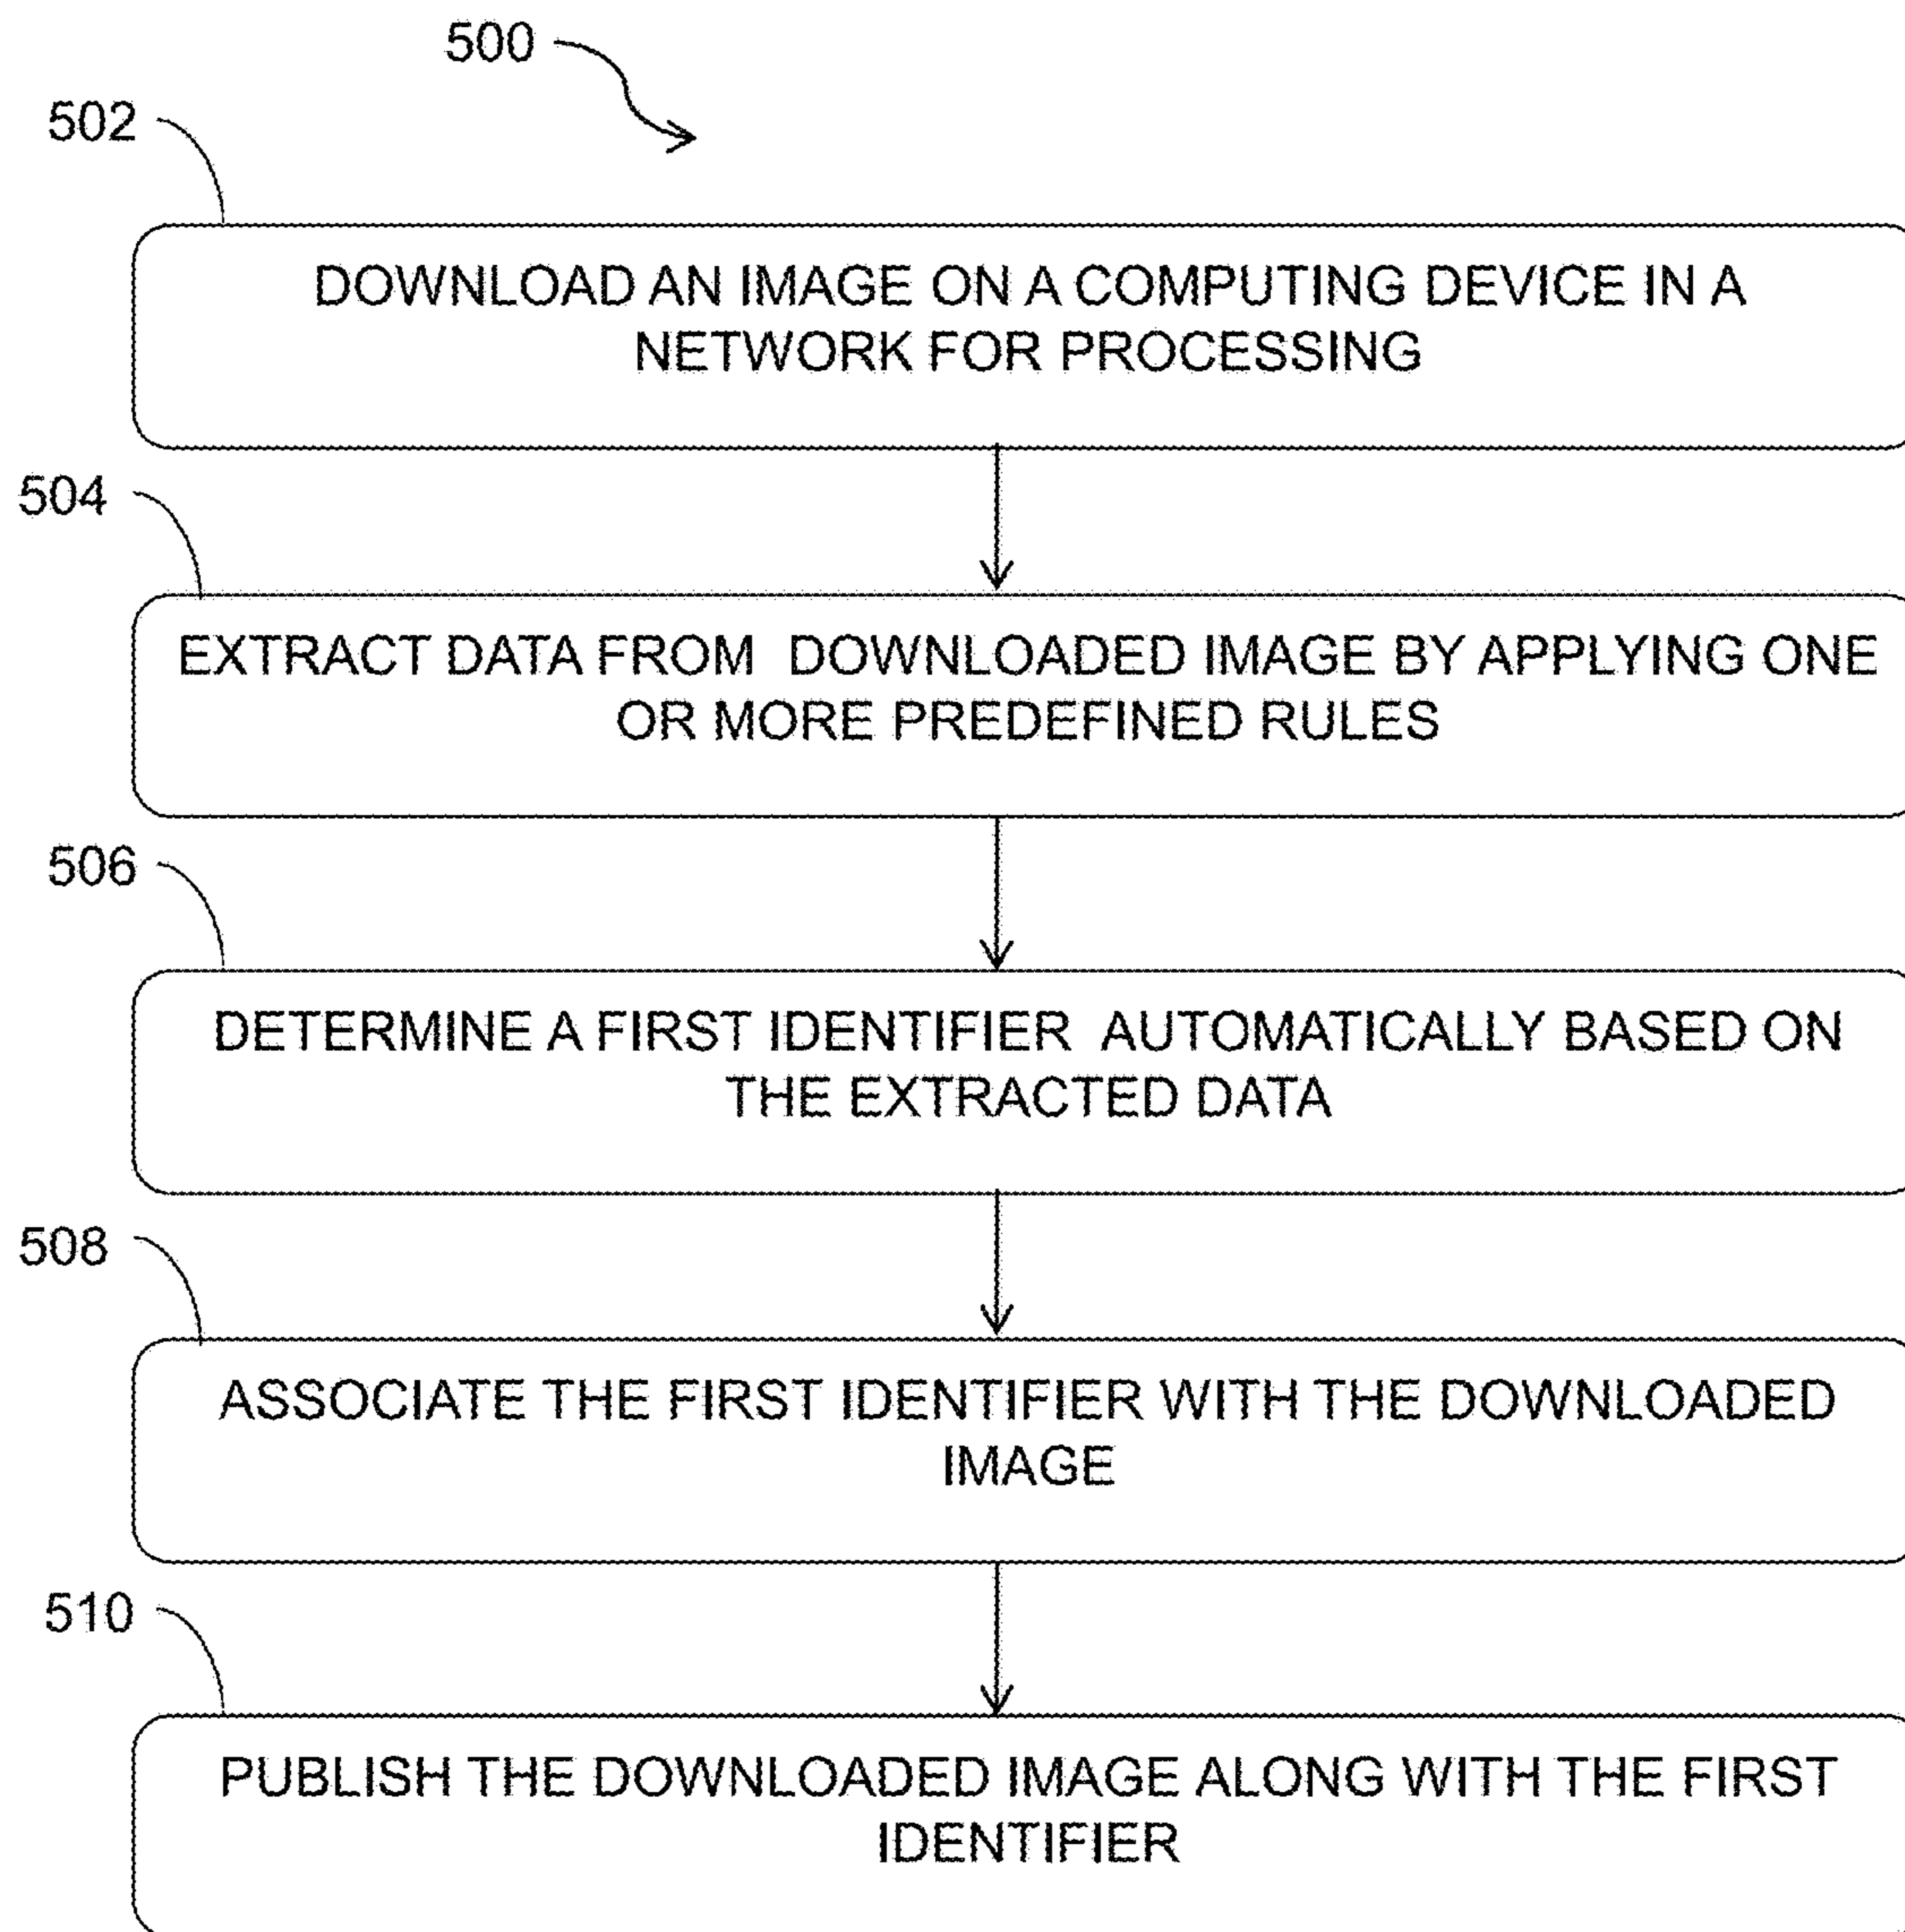 500
502
DOWNLOAD AN IMAGE ON A COMPUTING DEVICE IN A
NETWORK FOR PROCESSING
504
EXTRACT DATA FROM DOWNLOADED IMAGE BY APPLYING ONE
OR MORE PREDEFINED RULES
506
DETERMINE A FIRST IDENTIFIER AUTOMATICALLY BASED ON
THE EXTRACTED DATA
508
ASSOCIATE THE FIRST IDENTIFIER WITH THE DOWNLOADED
IMAGE
510
PUBLISH THE DOWNLOADED IMAGE ALONG WITH THE FIRST
IDENTIFIER